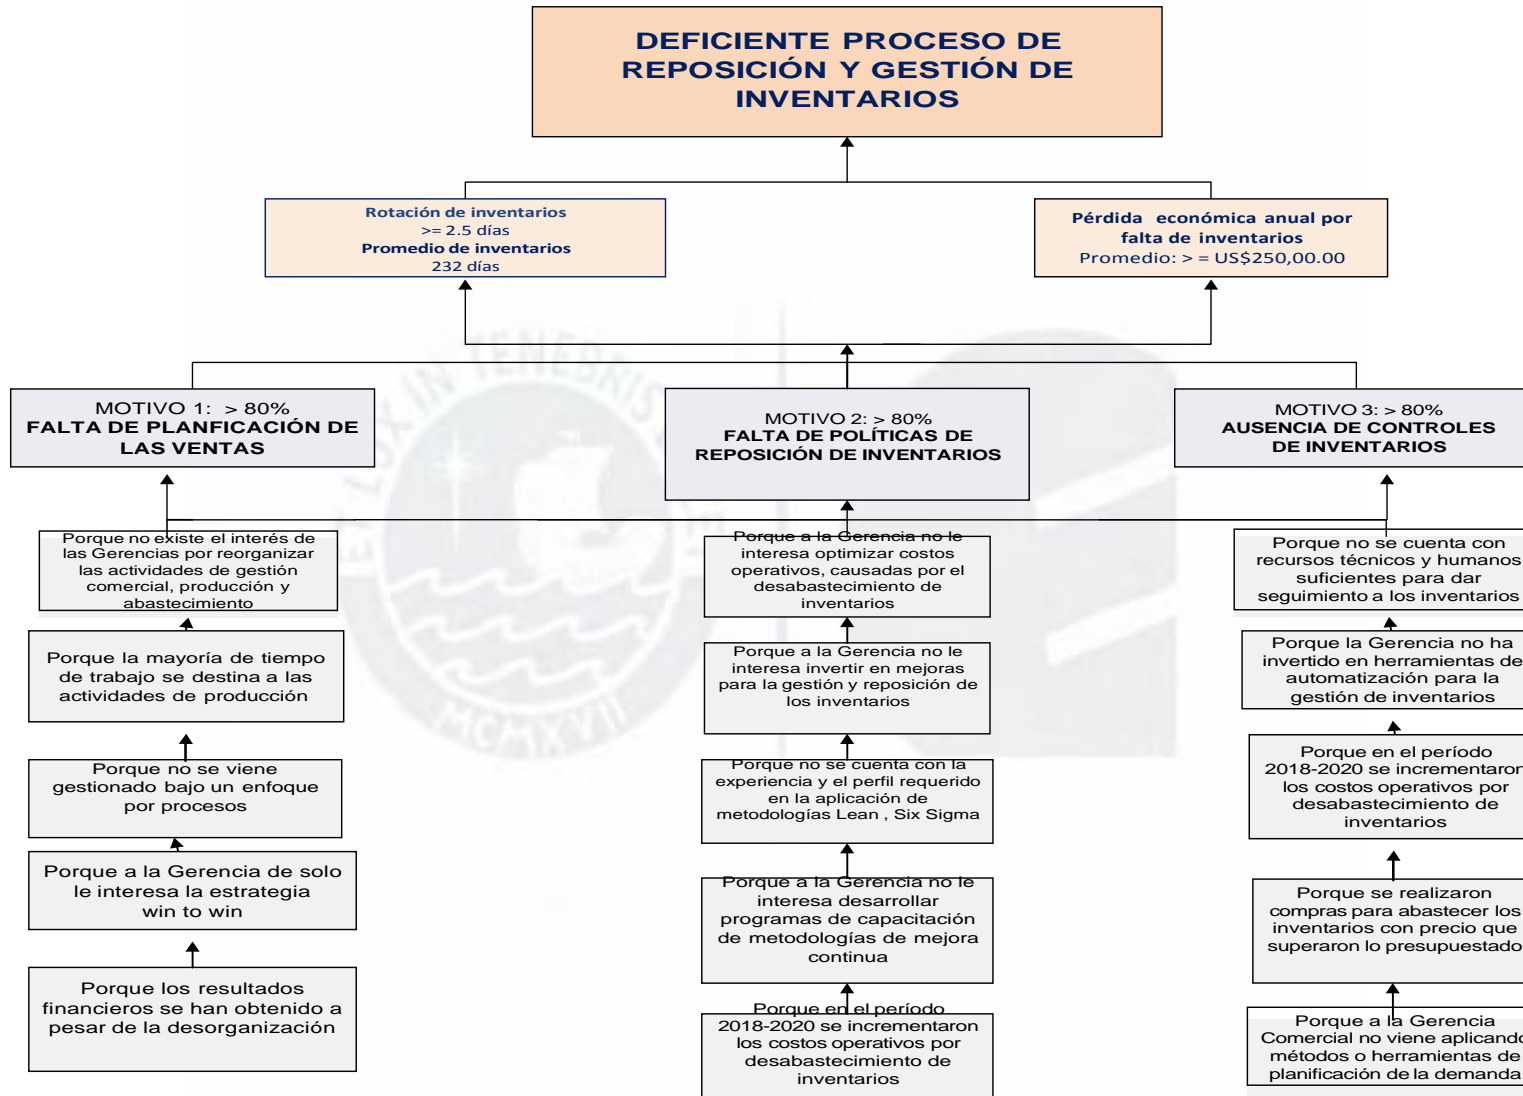 DEFICIENTE PROCESO DE
REPOSICIÓN Y GESTIÓN DE
INVENTARIOS
Rotación de inventarios
>= 2.5 días
Promedio de inventarios
232 días
Pérdida económica anual por
falta de inventarios
Promedio: > = US$250,00.00
MOTIVO 1: > 80%
FALTA DE PLANFICACIÓN DE
LAS VENTAS
MOTIVO 2: > 80%
FALTA DE POLÍTICAS DE
REPOSICIÓN DE INVENTARIOS
MOTIVO 3: > 80%
AUSENCIA DE CONTROLES
DE INVENTARIOS
Porque no existe el interés de
las Gerencias por reorganizar
las actividades de gestión
comercial, producción y
abastecimiento
Porque la mayoría de tiempo
de trabajo se destina a las
actividades de producción
Porque no se viene
gestionado bajo un enfoque
por procesos
Porque a la Gerencia de solo
le interesa la estrategia
win to win
Porque los resultados
financieros se han obtenido a
pesar de la desorganización
Porque a la Gerencia no le
interesa optimizar costos
operativos, causadas por el
desabastecimiento de
inventarios
Porque a la Gerencia no le
interesa invertir en mejoras
para la gestión y reposición de
los inventarios
Porque no se cuenta con la
experiencia y el perfil requerido
en la aplicación de
metodologías Lean , Six Sigma
Porque a la Gerencia no le
interesa desarrollar
programas de capacitación
de metodologías de mejora
continua
Porque en el período
2018-2020 se incrementaron
los costos operativos por
desabastecimiento de
inventarios
Porque no se cuenta con
recursos técnicos y humanos
suficientes para dar
seguimiento a los inventarios
Porque la Gerencia no ha
invertido en herramientas de
automatización para la
gestión de inventarios
Porque en el período
2018-2020 se incrementaron
los costos operativos por
desabastecimiento de
inventarios
Porque se realizaron
compras para abastecer los
inventarios con precio que
superaron lo presupuestado
Porque a la Gerencia
Comercial no viene aplicando
métodos o herramientas de
planificación de la demanda
ET LUX IN TENEBRIS
MCMXVII